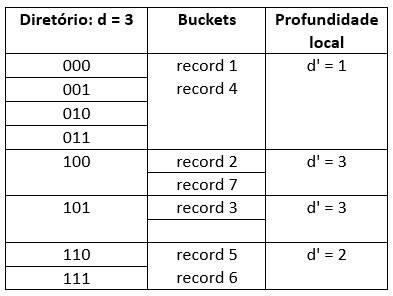 Diretório: d = 3 Buckets Profundidade
local
000 record 1 d' = 1
001 record 4
010
011
100 record 2 d' = 3
record 7
101 record 3 d' = 3
110 record 5 d' = 2
111 record 6